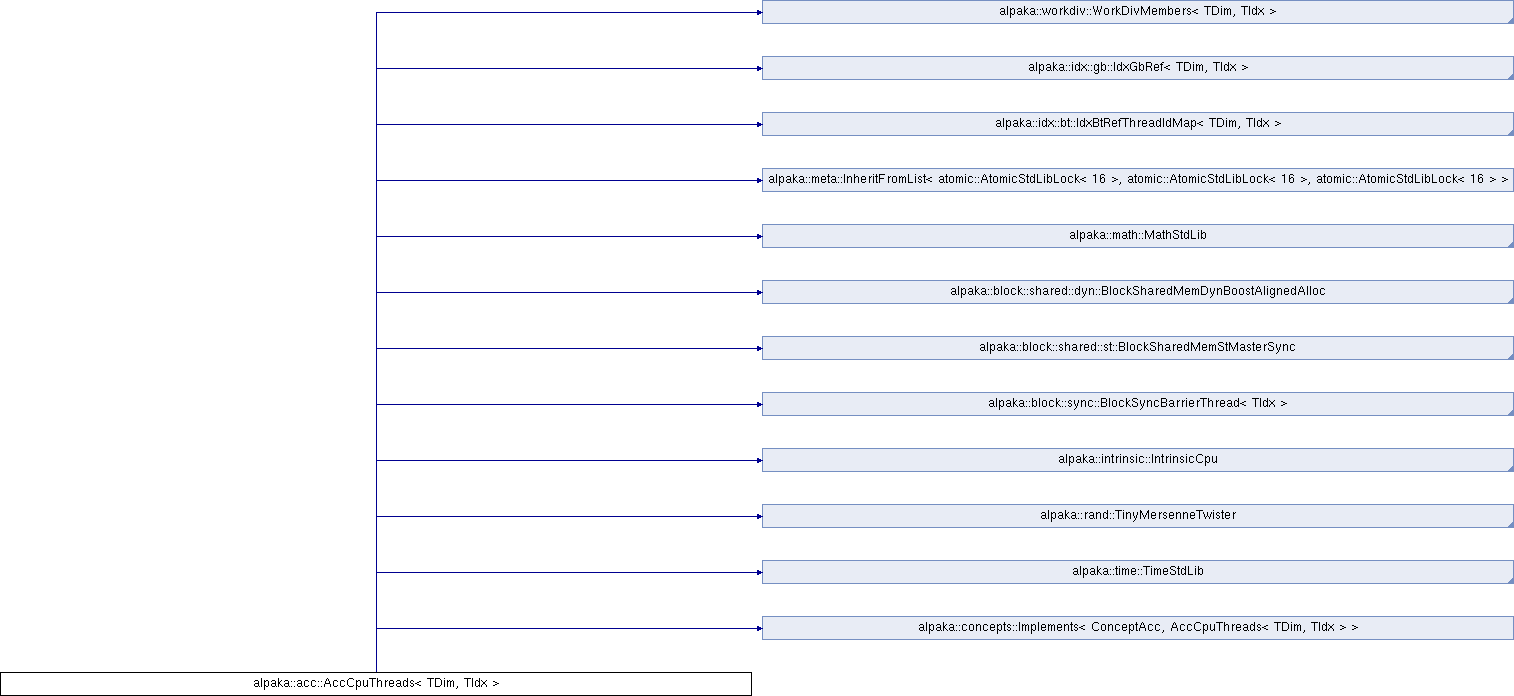 alpaka::workdiv::WorkDivMembers< TDim, TIdx >
alpaka::idx::gb::IdxGbRef< TDim, TIdx >
alpaka::idx::bt::IdxBtRefThreadIdMap< TDim, TIdx >
alpaka::meta::InheritFromList< atomic::AtomicStdLibLock< 16 >, atomic::AtomicStdLibLock< 16 >, atomic::AtomicStdLibLock< 16 > >
alpaka::math::MathStdLib
alpaka::block::shared::dyn::BlockSharedMemDynBoostAlignedAlloc
alpaka::block::shared::st::BlockSharedMemStMasterSync
alpaka::block::sync::BlockSyncBarrierThread< TIdx >
alpaka::intrinsic::IntrinsicCpu
alpaka::rand::TinyMersenneTwister
alpaka::time::TimeStdLib
alpaka::concepts::Implements< ConceptAcc, AccCpuThreads< TDim, TIdx > >
alpaka::acc::AccCpuThreads< TDim, TIdx >